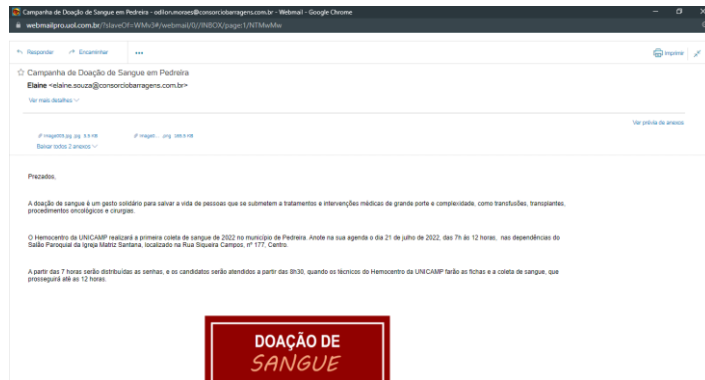 Campanha de Doação de Sangue em Pedreira - odilon.moraes@consorciobarragens.com.br - Webmail - Google Chrome
webmailpro.uol.com.br/?slaveOf=WMv3#/webmail/0//INBOX/page:1/NTMwMw
Responder Encaminhar ... Imprimir
Campanha de Doação de Sangue em Pedreira
Elaine <elaine.souza@consorciobarragens.com.br>
Ver mais detalhes
Ver prévia de anexos
.png
Baixar todos 2 anexos
Prezados,
A doação de sangue é um gesto solidário para salvar a vida de pessoas que se submetem a tratamentos e intervenções médicas de grande porte e complexidade, como transfusões, transplantes,
procedimentos oncológicos e cirurgias.
O Hemocentro da UNICAMP realizará a primeira coleta de sangue de 2022 no município de Pedreira. Anote na sua agenda o dia 21 de julho de 2022, das 7h às 12 horas, nas dependências do
Salão Paroquial da Igreja Matriz Santana, localizado na Rua Siqueira Campos, nº 177, Centro.
A partir das 7 horas serão distribuídas as senhas, e os candidatos serão atendidos a partir das 8h30, quando os técnicos do Hemocentro da UNICAMP farão as fichas e a coleta de sangue, que
prosseguirá até as 12 horas.
DOAÇÃO DE
SANGUE